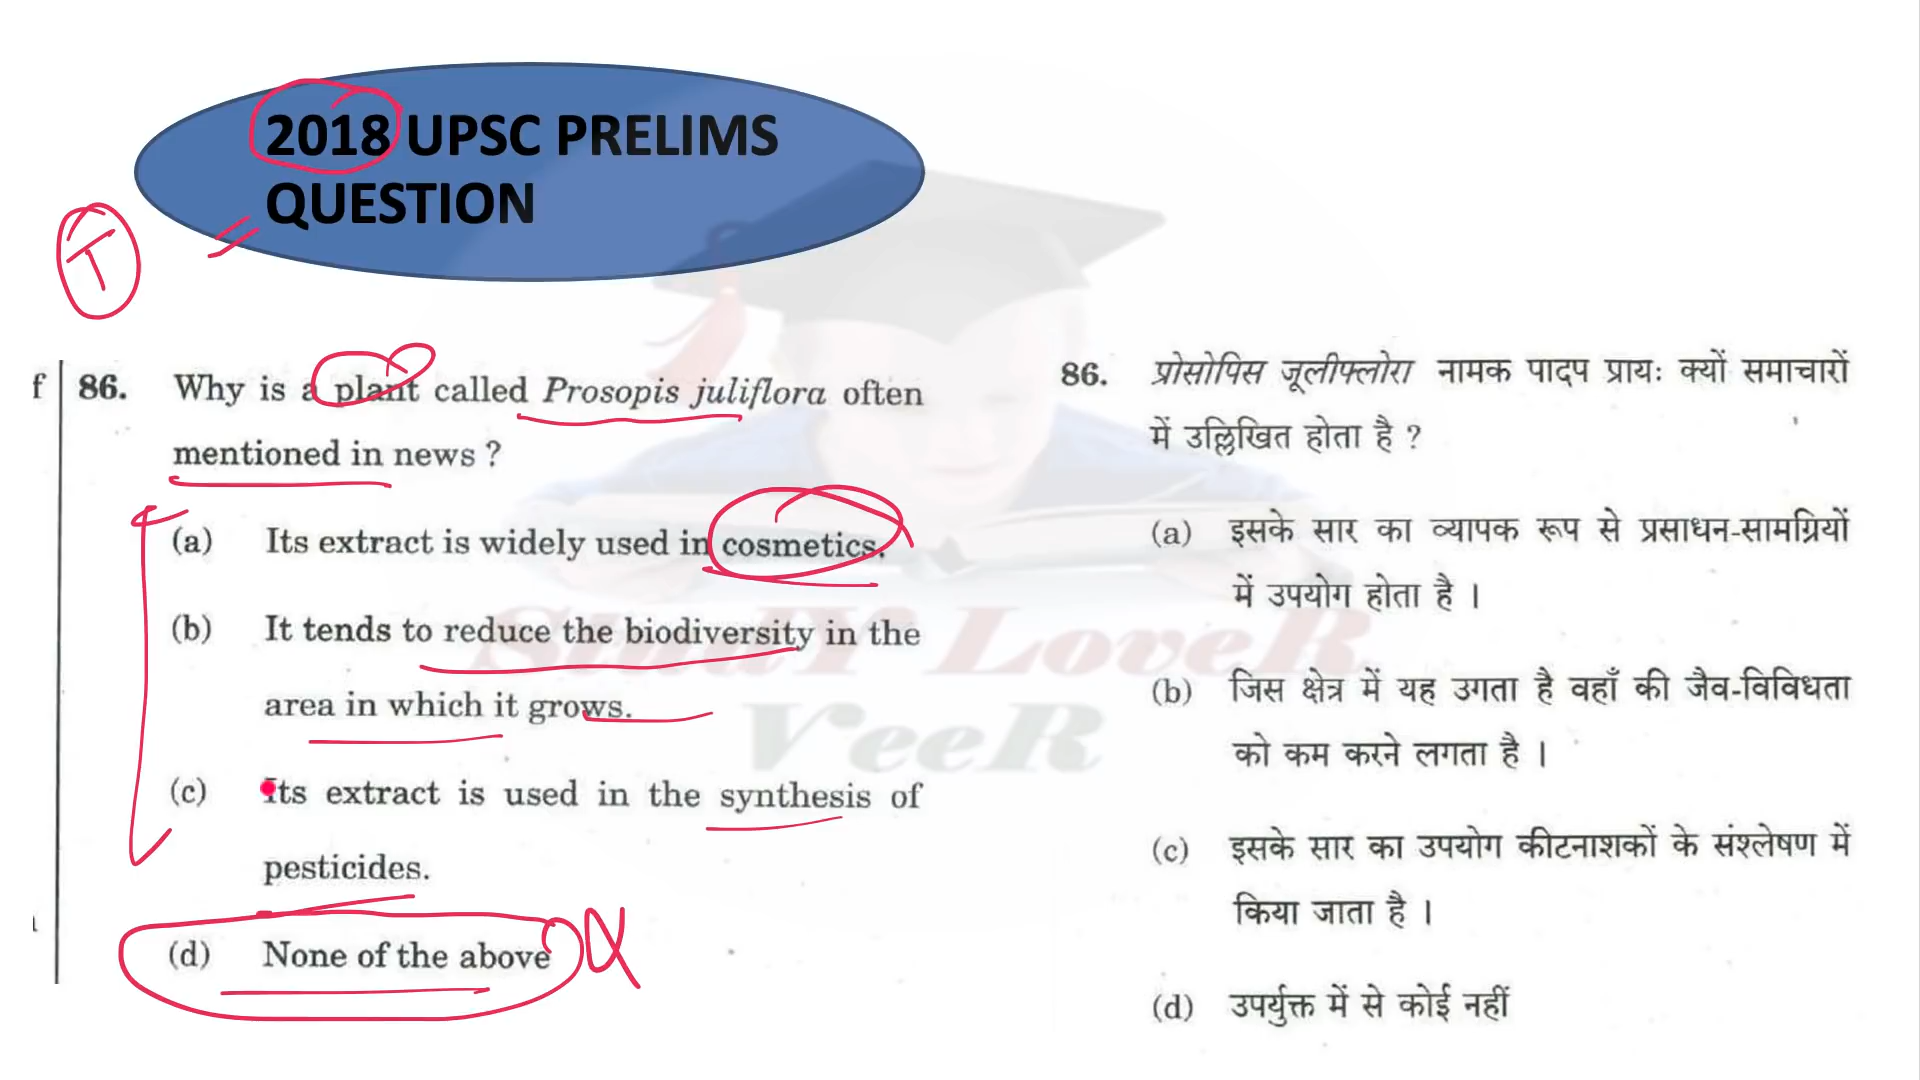 2018 UPSC PRELIMS
QUESTION
T
f
86. Why is a plant called Prosopis juliflora often
mentioned in news ?
(a) Its extract is widely used in cosmetics.
(b) It tends to reduce the biodiversity in the
area in which it grows.
(c) Its extract is used in the synthesis of
pesticides.
(d) None of the above
86. प्रोसोपिस जूलीफ्लोरा नामक पादप प्रायः क्यों समाचारों
में उल्लिखित होता है ?
(a) इसके सार का व्यापक रूप से प्रसाधन-सामग्रियों
में उपयोग होता है ।
(b) जिस क्षेत्र में यह उगता है वहाँ की जैव-विविधता
को कम करने लगता है ।
(c) इसके सार का उपयोग कीटनाशकों के संश्लेषण में
किया जाता है ।
(d) उपर्युक्त में से कोई नहीं
StudY LoveR
VeeR